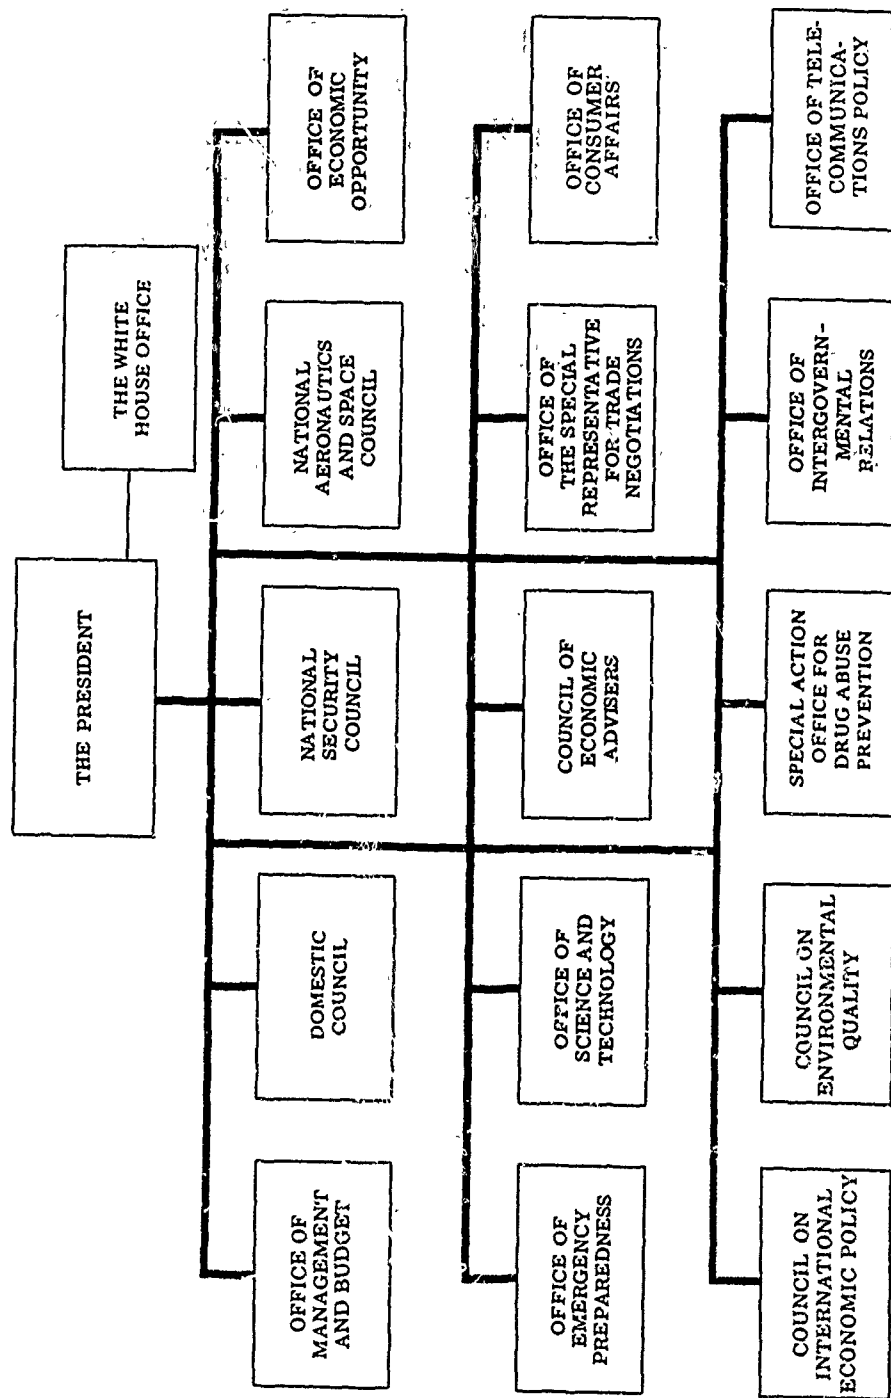 THE PRESIDENT
THE WHITE
HOUSE OFFICE
OFFICE OF
MANAGEMENT
AND BUDGET
DOMESTIC
COUNCIL
NATIONAL
SECURITY
COUNCIL
NATIONAL
AERONAUTICS
AND SPACE
COUNCIL
OFFICE OF
ECONOMIC
OPPORTUNITY
OFFICE OF
EMERGENCY
PREPAREDNESS
OFFICE OF
SCIENCE AND
TECHNOLOGY
COUNCIL OF
ECONOMIC
ADVISERS
OFFICE OF
THE SPECIAL
REPRESENTATIVE
FOR TRADE
NEGOTIATIONS
OFFICE OF
CONSUMER
AFFAIRS
COUNCIL ON
INTERNATIONAL
ECONOMIC POLICY
COUNCIL ON
ENVIRONMENTAL
QUALITY
SPECIAL ACTION
OFFICE FOR
DRUG ABUSE
PREVENTION
OFFICE OF
INTERGOVERN-
MENTAL
RELATIONS
OFFICE OF TELE-
COMMUNICA-
TIONS POLICY